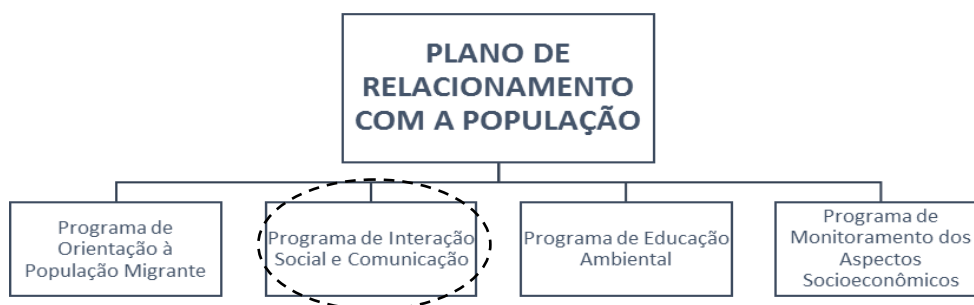 PLANO DE
RELACIONAMENTO
COM A POPULAÇÃO
Programa de
Orientação à
População Migrante
Programa de Interação
Social e Comunicação
Programa de Educação
Ambiental
Programa de
Monitoramento dos
Aspectos
Socioeconômicos